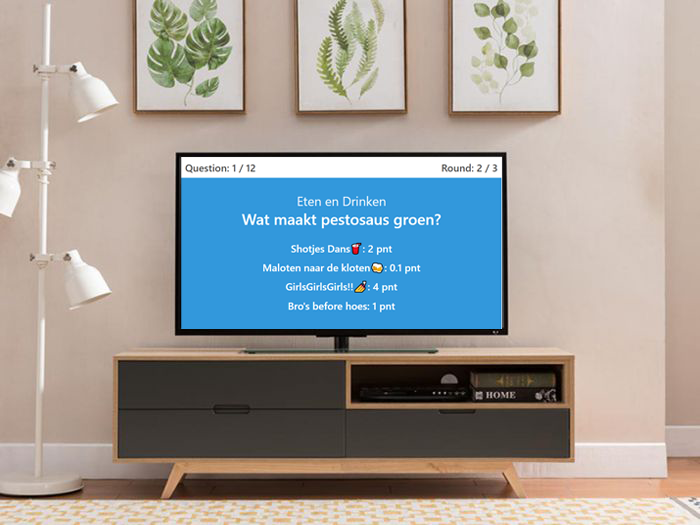 Question: 1 / 12
Round: 2 / 3
Eten en Drinken
Wat maakt pestosaus groen?
Shotjes Dans🥤: 2 pnt
Maloten naar de kloten🍻: 0.1 pnt
GirlsGirlsGirls!!💅: 4 pnt
Bro's before hoes: 1 pnt
HOME